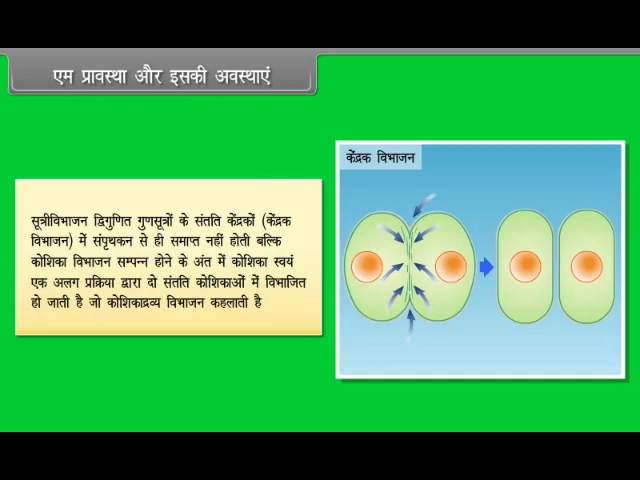 एम प्रावस्था और इसकी अवस्थाएं
केंद्रक विभाजन
सूत्रीविभाजन द्विगुणित गुणसूत्रों के संतति केंद्रकों (केंद्रक
विभाजन) में संपृथकन से ही समाप्त नहीं होती बल्कि
कोशिका विभाजन सम्पन्न होने के अंत में कोशिका स्वयं
एक अलग प्रक्रिया द्वारा दो संतति कोशिकाओं में विभाजित
हो जाती है जो कोशिकाद्रव्य विभाजन कहलाती है